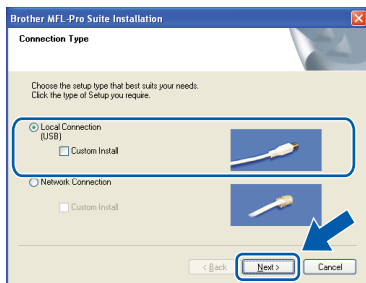 Brother MFL-Pro Suite Installation
Connection Type
Choose the setup type that best suits your needs.
Click the type of Setup you require.
Local Connection
(USB)
Custom Install
Network Connection
Custom Install
< Back
Next >
Cancel